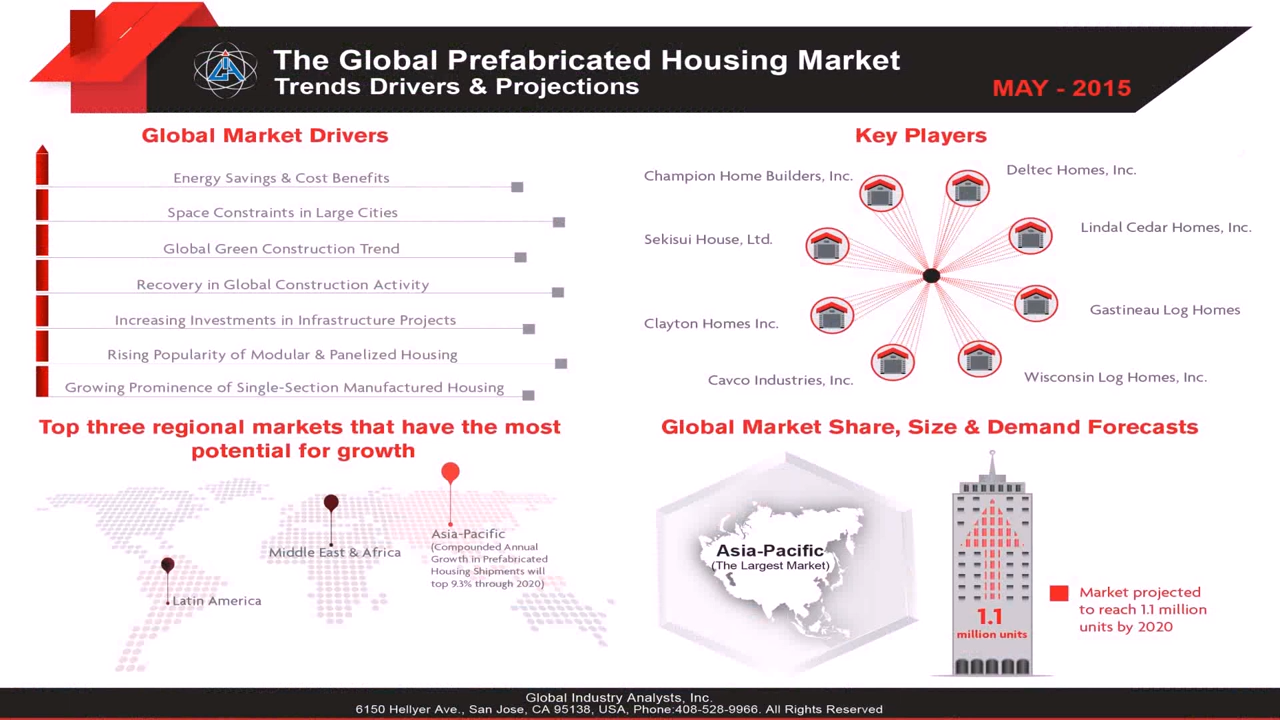 The Global Prefabricated Housing Market
Trends Drivers & Projections
MAY - 2015
Global Market Drivers
Energy Savings & Cost Benefits
Space Constraints in Large Cities
Global Green Construction Trend
Recovery in Global Construction Activity
Increasing Investments in Infrastructure Projects
Rising Popularity of Modular & Panelized Housing
Growing Prominence of Single-Section Manufactured Housing
Key Players
Champion Home Builders, Inc.
Deltec Homes, Inc.
Sekisui House, Ltd.
Lindal Cedar Homes, Inc.
Clayton Homes Inc.
Gastineau Log Homes
Cavco Industries, Inc.
Wisconsin Log Homes, Inc.
Top three regional markets that have the most
potential for growth
Asia-Pacific
(Compounded Annual
Growth in Prefabricated
Housing Shipments will
top 9.3% through 2020)
Middle East & Africa
Latin America
Global Market Share, Size & Demand Forecasts
Asia-Pacific
(The Largest Market)
1.1
million units
Market projected
to reach 1.1 million
units by 2020
Global Industry Analysts, Inc.
6150 Hellyer Ave., San Jose, CA 95138, USA, Phone:408-528-9966. All Rights Reserved